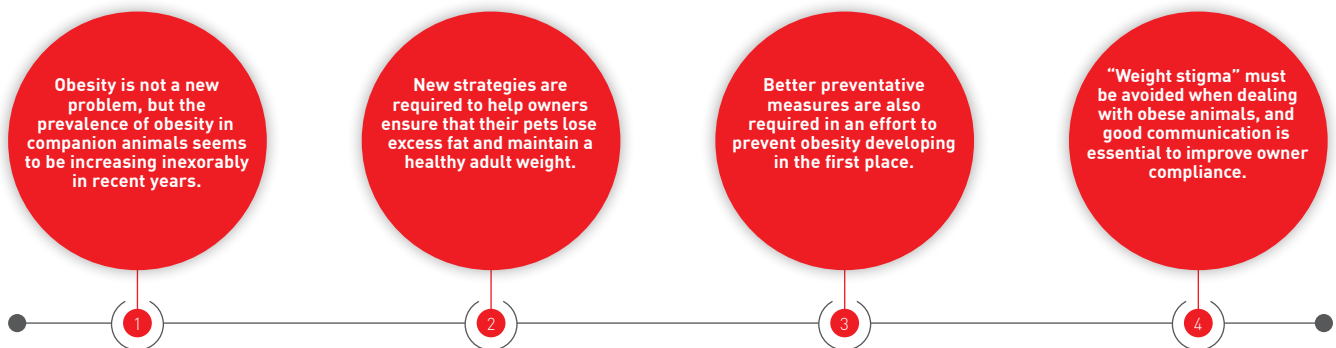 Obesity is not a new
problem, but the
prevalence of obesity in
companion animals seems
to be increasing inexorably
in recent years.
New strategies are
required to help owners
ensure that their pets lose
excess fat and maintain a
healthy adult weight.
Better preventative
measures are also
required in an effort to
prevent obesity developing
in the first place.
“Weight stigma” must
be avoided when dealing
with obese animals, and
good communication is
essential to improve owner
compliance.
1
2
3
4